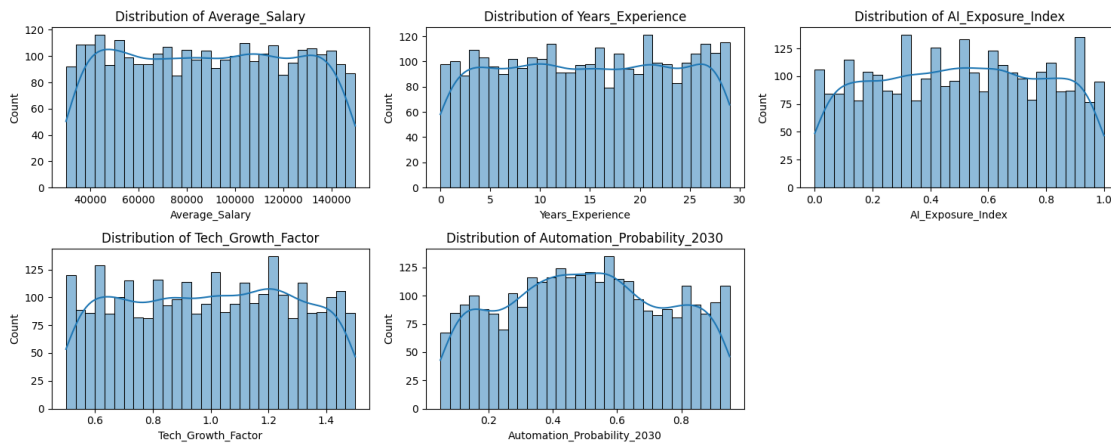 Distribution of Average_Salary
120
100
80
60
40
20
0
Count
40000 60000 80000 100000 120000 140000
Average_Salary
Distribution of Years_Experience
120
100
80
60
40
20
0
Count
0 5 10 15 20 25 30
Years_Experience
Distribution of AI_Exposure_Index
125
100
75
50
25
0
Count
0.0 0.2 0.4 0.6 0.8 1.0
AI_Exposure_Index
Distribution of Tech_Growth_Factor
125
100
75
50
25
0
Count
0.6 0.8 1.0 1.2 1.4
Tech_Growth_Factor
Distribution of Automation_Probability_2030
125
100
75
50
25
0
Count
0.2 0.4 0.6 0.8
Automation_Probability_2030